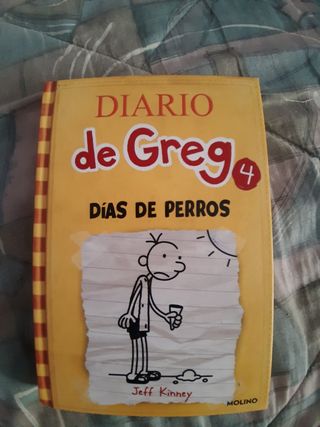 DIARIO
de Greg 4
DÍAS DE PERROS
Jeff Kinney
MOLINO